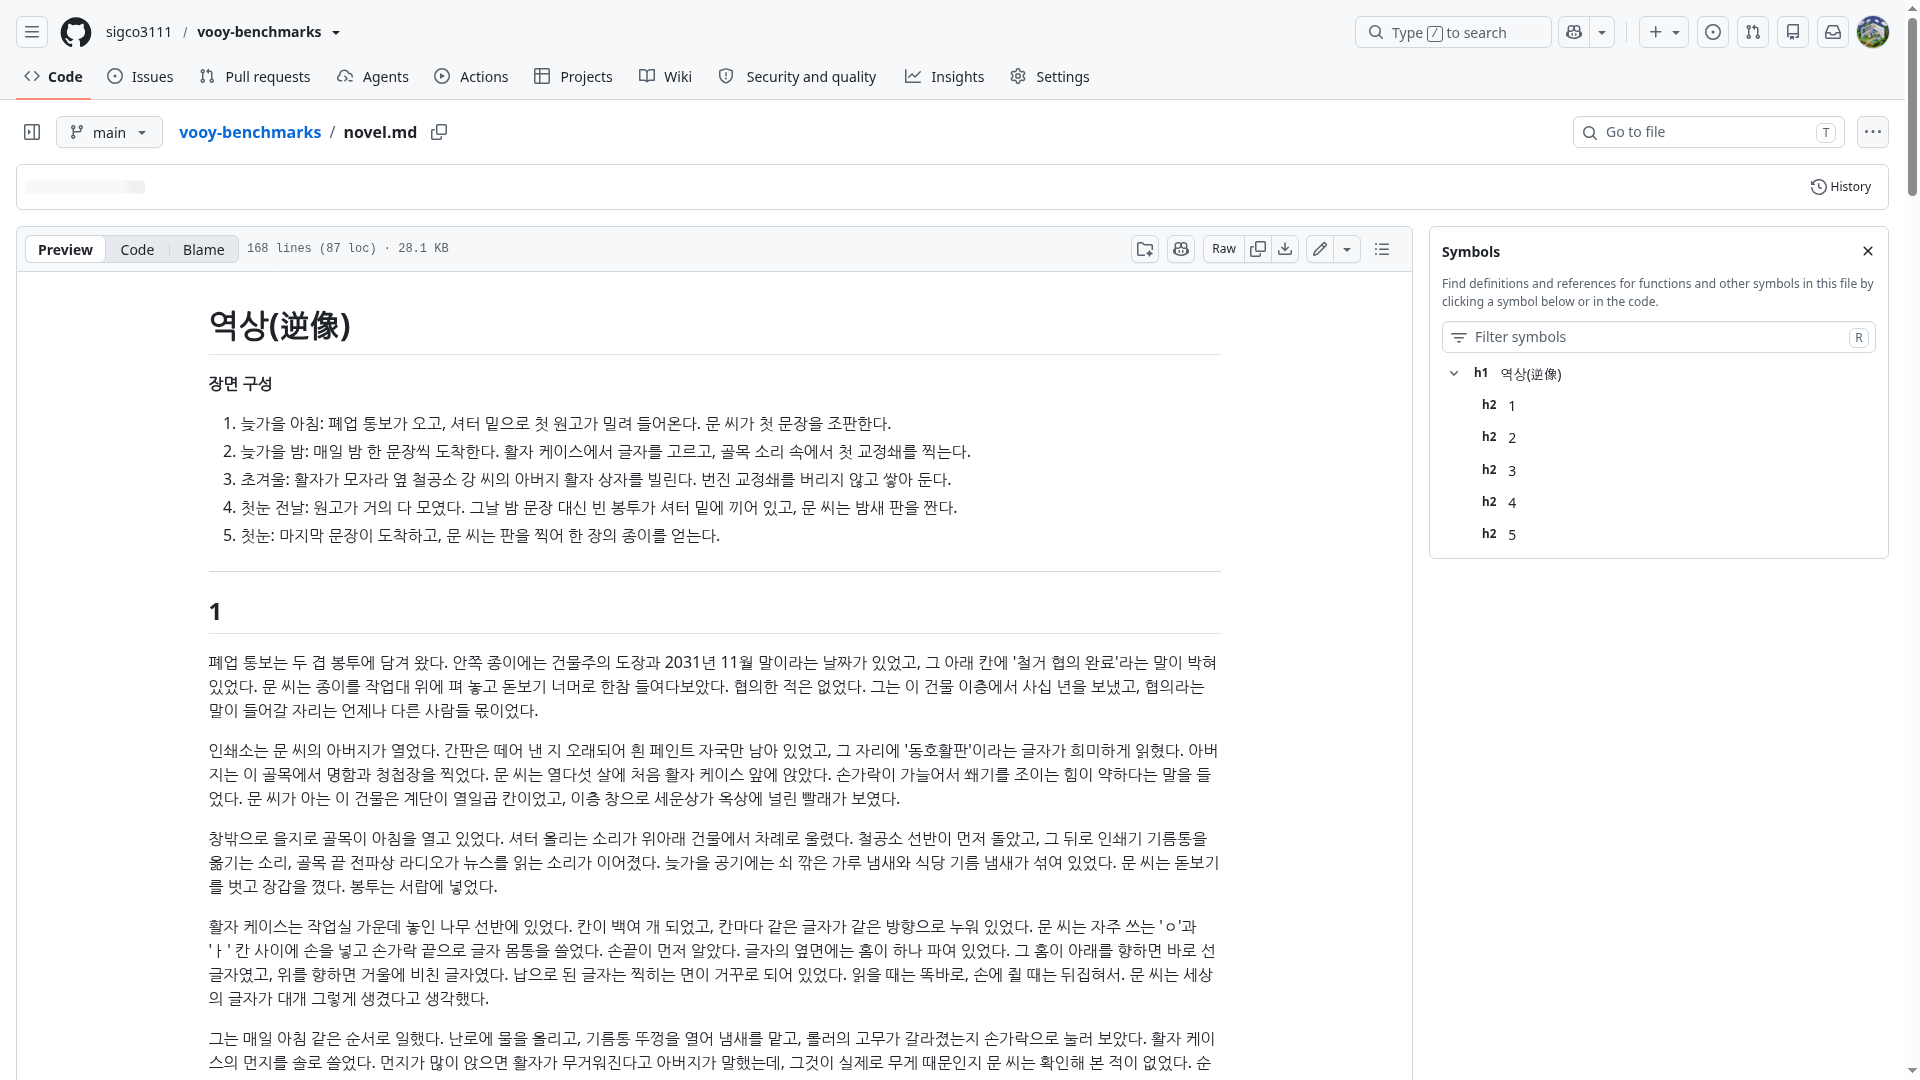 sigco3111 / vooy-benchmarks
Type / to search
Code Issues Pull requests Agents Actions Projects Wiki Security and quality Insights Settings
main vooy-benchmarks / novel.md Go to file T
History
Preview Code Blame 168 lines (87 loc) · 28.1 KB Raw
역상(逆像)
장면 구성
1. 늦가을 아침: 폐업 통보가 오고, 셔터 밑으로 첫 원고가 밀려 들어온다. 문 씨가 첫 문장을 조판한다.
2. 늦가을 밤: 매일 밤 한 문장씩 도착한다. 활자 케이스에서 글자를 고르고, 골목 소리 속에서 첫 교정쇄를 찍는다.
3. 초겨울: 활자가 모자라 옆 철공소 강 씨의 아버지 활자 상자를 빌린다. 번진 교정쇄를 버리지 않고 쌓아 둔다.
4. 첫눈 전날: 원고가 거의 다 모였다. 그날 밤 문장 대신 빈 봉투가 셔터 밑에 끼어 있고, 문 씨는 밤새 판을 짠다.
5. 첫눈: 마지막 문장이 도착하고, 문 씨는 판을 찍어 한 장의 종이를 얻는다.
1
폐업 통보는 두 겹 봉투에 담겨 왔다. 안쪽 종이에는 건물주의 도장과 2031년 11월 말이라는 날짜가 있었고, 그 아래 칸에 '철거 협의 완료'라는 말이 박혀
있었다. 문 씨는 종이를 작업대 위에 펴 놓고 돋보기 너머로 한참 들여다보았다. 협의한 적은 없었다. 그는 이 건물 이층에서 사십 년을 보냈고, 협의라는
말이 들어갈 자리는 언제나 다른 사람들 몫이었다.
인쇄소는 문 씨의 아버지가 열었다. 간판은 떼어 낸 지 오래되어 흰 페인트 자국만 남아 있었고, 그 자리에 '동호활판'이라는 글자가 희미하게 읽혔다. 아버
지는 이 골목에서 명함과 청첩장을 찍었다. 문 씨는 열다섯 살에 처음 활자 케이스 앞에 앉았다. 손가락이 가늘어서 쐐기를 조이는 힘이 약하다는 말을 들
었다. 문 씨가 아는 이 건물은 계단이 열일곱 칸이었고, 이층 창으로 세운상가 옥상에 널린 빨래가 보였다.
창밖으로 을지로 골목이 아침을 열고 있었다. 셔터 올리는 소리가 위아래 건물에서 차례로 울렸다. 철공소 선반이 먼저 돌았고, 그 뒤로 인쇄기 기름통을
옮기는 소리, 골목 끝 전파상 라디오가 뉴스를 읽는 소리가 이어졌다. 늦가을 공기에는 쇠 깎은 가루 냄새와 식당 기름 냄새가 섞여 있었다. 문 씨는 돋보기
를 벗고 장갑을 꼈다. 봉투는 서랍에 넣었다.
활자 케이스는 작업실 가운데 놓인 나무 선반에 있었다. 칸이 백여 개 되었고, 칸마다 같은 글자가 같은 방향으로 누워 있었다. 문 씨는 자주 쓰는 'ㅇ'과
'ㅏ' 칸 사이에 손을 넣고 손가락 끝으로 글자 몸통을 쓸었다. 손끝이 먼저 알았다. 글자의 옆면에는 홈이 하나 파여 있었다. 그 홈이 아래를 향하면 바로 선
글자였고, 위를 향하면 거울에 비친 글자였다. 납으로 된 글자는 찍히는 면이 거꾸로 되어 있었다. 읽을 때는 똑바로, 손에 쥘 때는 뒤집혀서. 문 씨는 세상
의 글자가 대개 그렇게 생겼다고 생각했다.
그는 매일 아침 같은 순서로 일했다. 난로에 물을 올리고, 기름통 뚜껑을 열어 냄새를 맡고, 롤러의 고무가 갈라졌는지 손가락으로 눌러 보았다. 활자 케이
스의 먼지를 솔로 쓸었다. 먼지가 많이 앉으면 활자가 무거워진다고 아버지가 말했는데, 그것이 실제로 무게 때문인지 문 씨는 확인해 본 적이 없었다. 순
Symbols
Find definitions and references for functions and other symbols in this file by
clicking a symbol below or in the code.
Filter symbols R
h1 역상(逆像)
h2 1
h2 2
h2 3
h2 4
h2 5